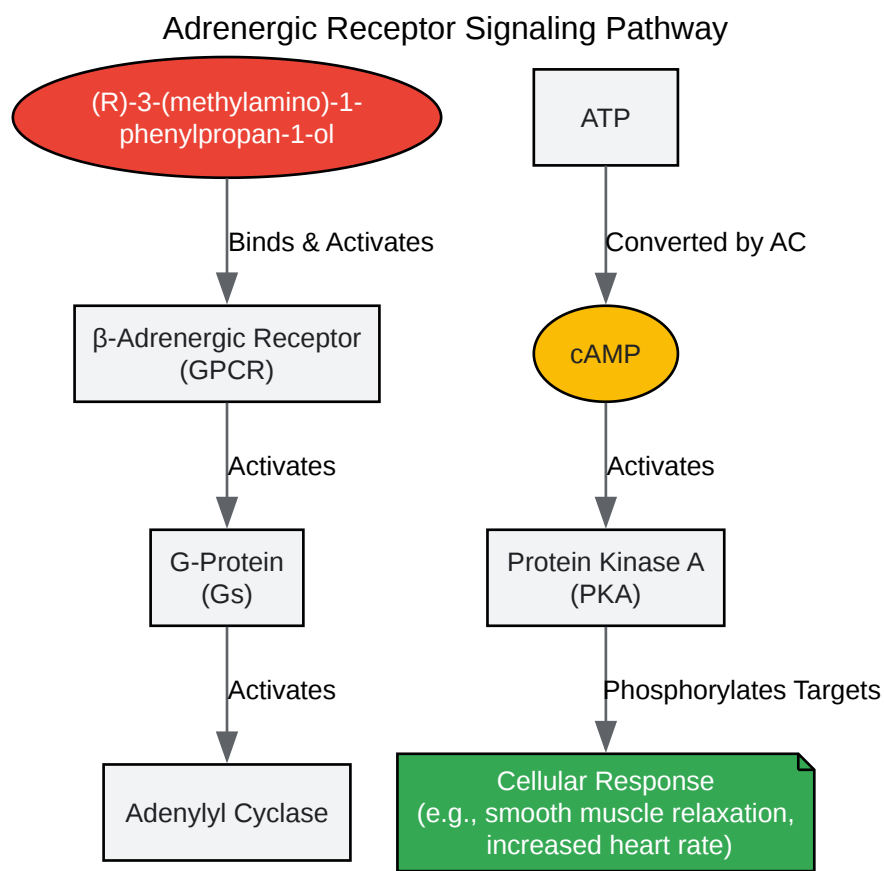 Adrenergic Receptor Signaling Pathway
(R)-3-(methylamino)-1-
phenylpropan-1-ol
Binds & Activates
β-Adrenergic Receptor
(GPCR)
Activates
G-Protein
(Gs)
Activates
Adenylyl Cyclase
ATP
Converted by AC
cAMP
Activates
Protein Kinase A
(PKA)
Phosphorylates Targets
Cellular Response
(e.g., smooth muscle relaxation,
increased heart rate)